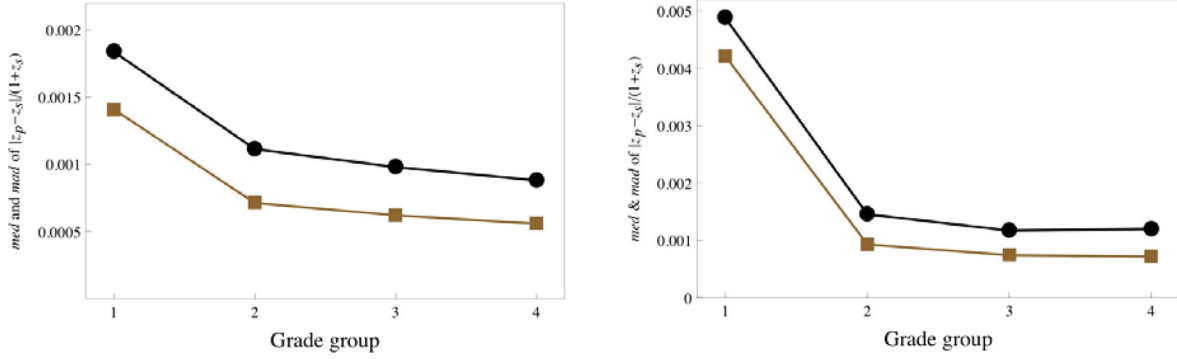 0.002
0.0015
0.001
0.0005
med and mad of |z_p−z_s|/(1+z_s)
1 2 3 4
Grade group
0.005
0.004
0.003
0.002
0.001
0
med & mad of |z_p−z_s|/(1+z_s)
1 2 3 4
Grade group